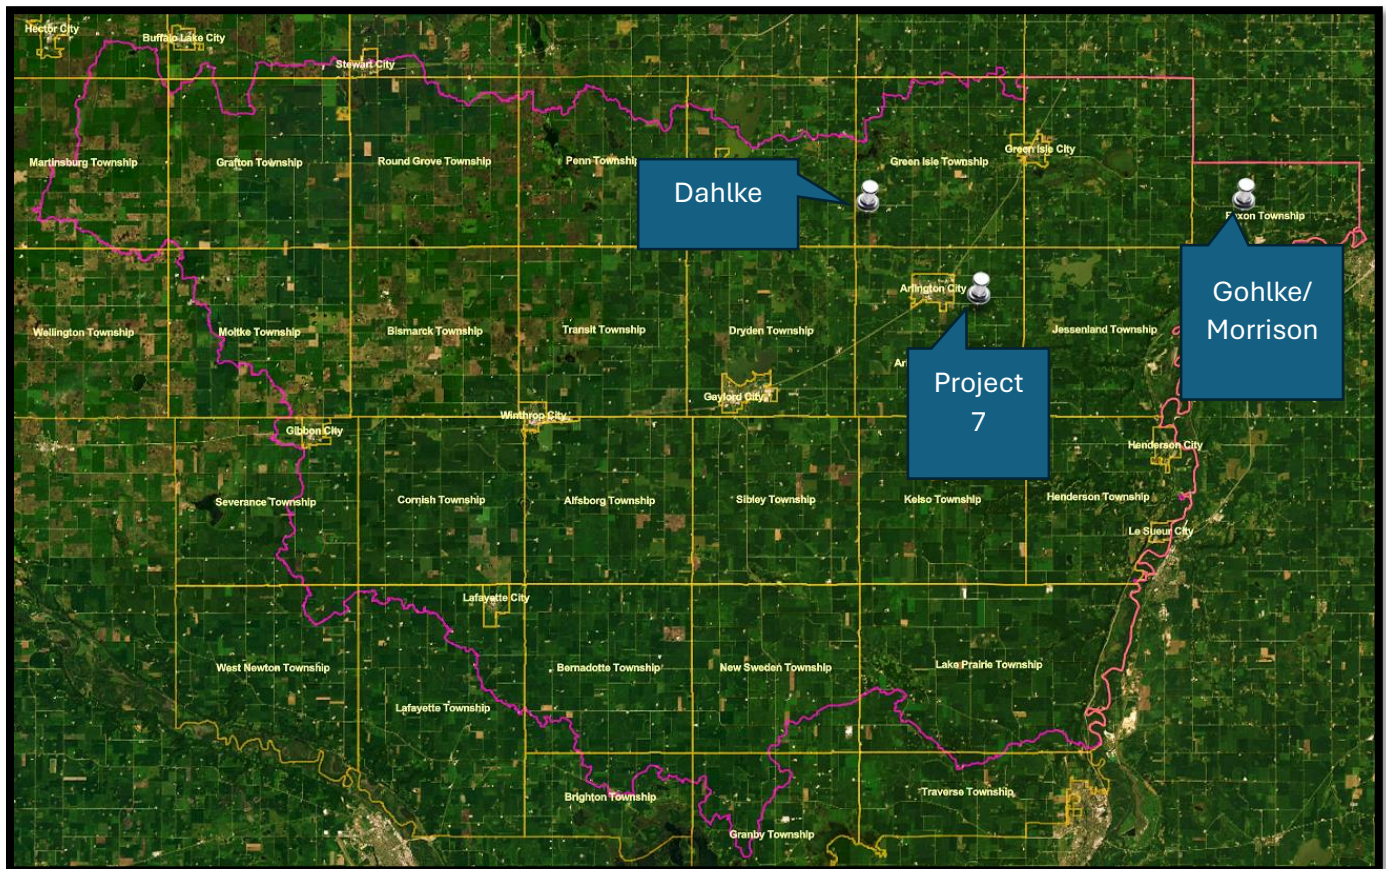 Hector City
Buffalo Lake City
Stewart City
Martinsburg Township
Grafton Township
Round Grove Township
Penn Township
Green Isle Township
Green Isle City
Dahlke
Township
Gohlke/
Morrison
Arlington City
Wellington Township
Moltke Township
Bismarck Township
Transit Township
Dryden Township
Jessenland Township
Project
7
Gaylord City
Winthrop City
Gibbon City
Henderson City
Severance Township
Cornish Township
Alfsborg Township
Sibley Township
Kelso Township
Henderson Township
Le Sueur City
Lafayette City
West Newton Township
Bernadotte Township
New Sweden Township
Lake Prairie Township
Lafayette Township
Brighton Township
Traverse Township
Granby Township